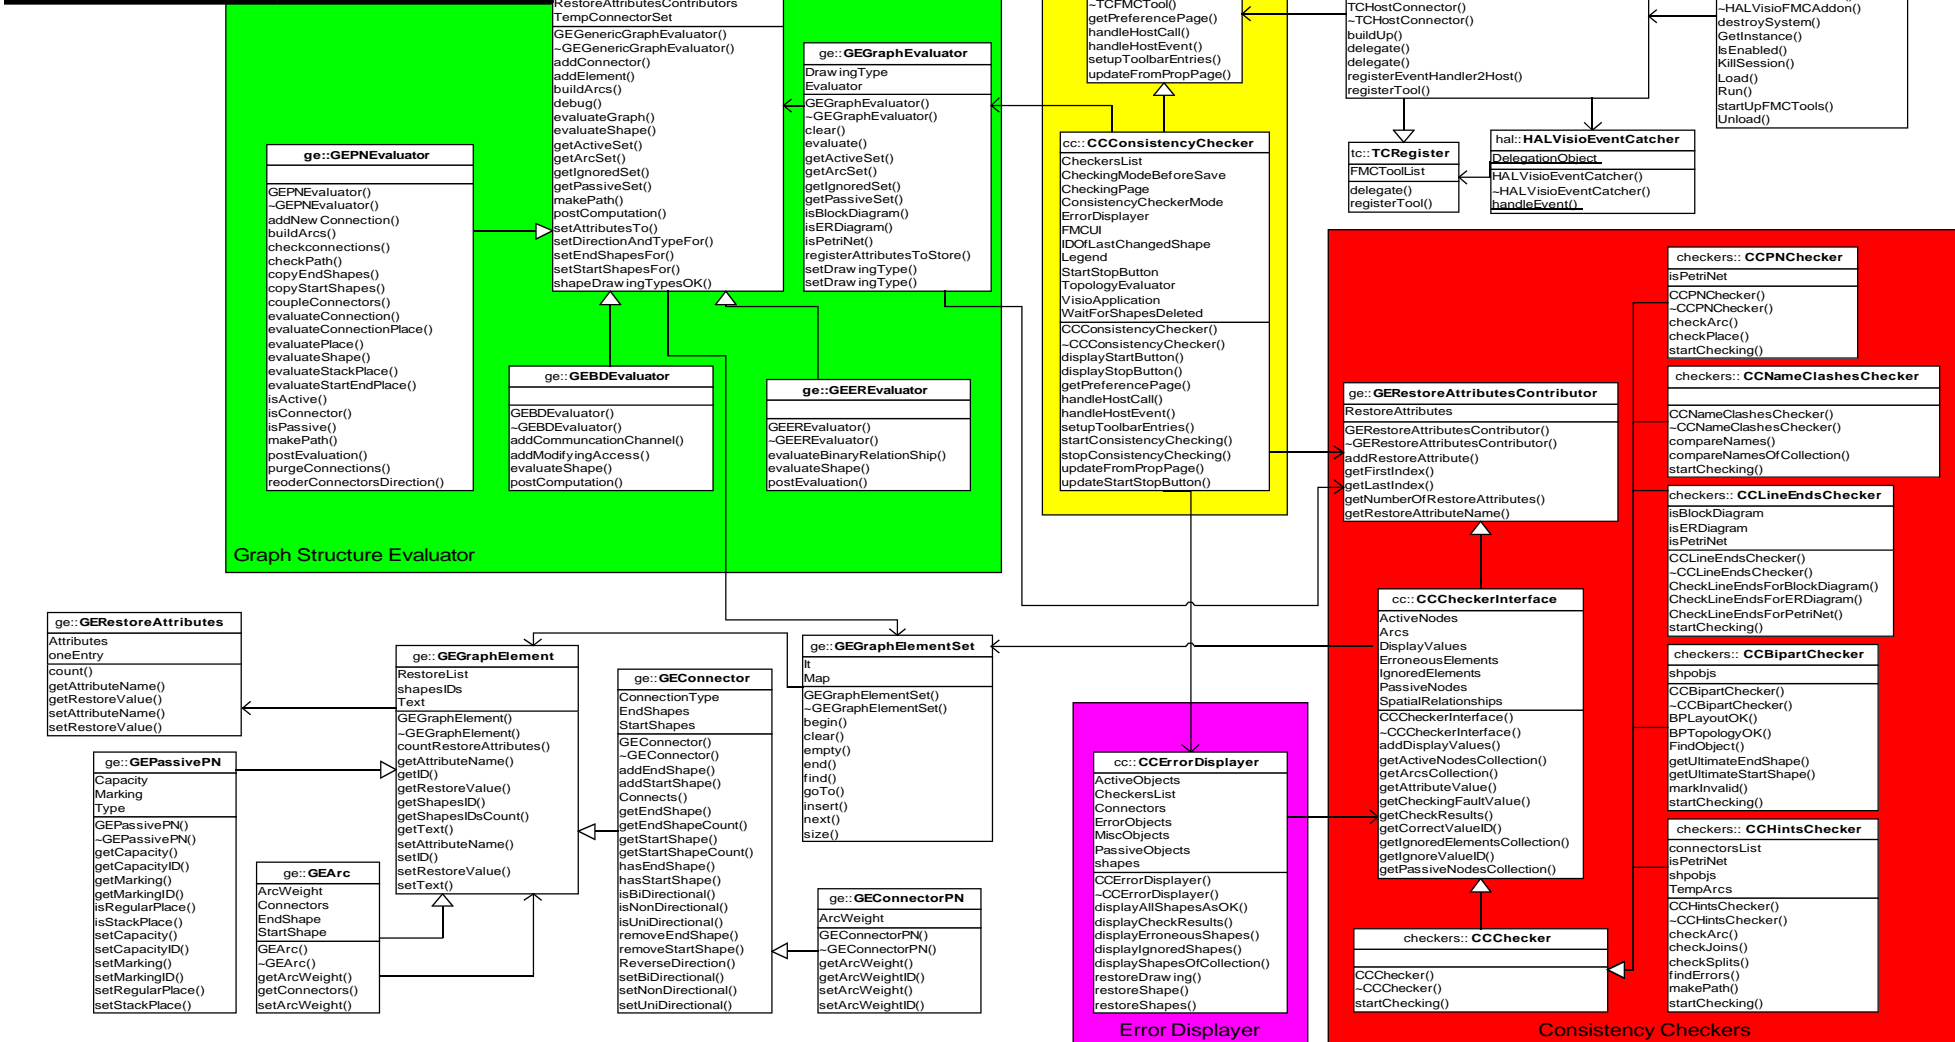 RestoreAttributesContributors
TempConnectorSet
GEGenericGraphEvaluator()
~GEGenericGraphEvaluator()
addConnector()
addElement()
buildArcs()
debug()
evaluateGraph()
evaluateShape()
getActiveSet()
getArcSet()
getIgnoredSet()
getPassiveSet()
makePath()
postComputation()
setAttributesTo()
setDirectionAndTypeFor()
setEndShapesFor()
setStartShapesFor()
shapeDrawingTypesOK()
ge::GEGraphEvaluator
DrawingType
Evaluator
GEGraphEvaluator()
~GEGraphEvaluator()
clear()
evaluate()
getActiveSet()
getArcSet()
getIgnoredSet()
getPassiveSet()
isBlockDiagram()
isERDiagram()
isPetriNet()
registerAttributesToStore()
setDrawingType()
setDrawingType()
ge::GEPNEvaluator
GEPNEvaluator()
~GEPNEvaluator()
addNewConnection()
buildArcs()
checkconnections()
checkPath()
copyEndShapes()
copyStartShapes()
coupleConnectors()
evaluateConnection()
evaluateConnectionPlace()
evaluatePlace()
evaluateShape()
evaluateStackPlace()
evaluateStartEndPlace()
isActive()
isConnector()
isPassive()
makePath()
postEvaluation()
purgeConnections()
reoderConnectorsDirection()
ge::GEBDEvaluator
GEBDEvaluator()
~GEBDEvaluator()
addCommuncationChannel()
addModifyingAccess()
evaluateShape()
postComputation()
ge::GEEREvaluator
GEEREvaluator()
~GEEREvaluator()
evaluateBinaryRelationShip()
evaluateShape()
postEvaluation()
Graph Structure Evaluator
~TCFMCTool()
getPreferencePage()
handleHostCall()
handleHostEvent()
setupToolbarEntries()
updateFromPropPage()
cc::CCConsistencyChecker
CheckersList
CheckingModeBeforeSave
CheckingPage
ConsistencyCheckerMode
ErrorDisplayer
FMCUI
IDOfLastChangedShape
Legend
StartStopButton
TopologyEvaluator
VisioApplication
WaitForShapesDeleted
CCConsistencyChecker()
~CCConsistencyChecker()
displayStartButton()
displayStopButton()
getPreferencePage()
handleHostCall()
handleHostEvent()
setupToolbarEntries()
startConsistencyChecking()
stopConsistencyChecking()
updateFromPropPage()
updateStartStopButton()
TCHostConnector()
~TCHostConnector()
buildUp()
delegate()
delegate()
registerEventHandler2Host()
registerTool()
~HALVisioFMCAddon()
destroySystem()
GetInstance()
IsEnabled()
KillSession()
Load()
Run()
startUpFMCTools()
Unload()
tc::TCRegister
FMCToolList
delegate()
registerTool()
hal::HALVisioEventCatcher
DelegationObject
HALVisioEventCatcher()
~HALVisioEventCatcher()
handleEvent()
ge::GERestoreAttributesContributor
RestoreAttributes
GERestoreAttributesContributor()
~GERestoreAttributesContributor()
addRestoreAttribute()
getFirstIndex()
getLastIndex()
getNumberOfRestoreAttributes()
getRestoreAttributeName()
checkers:: CCPNChecker
isPetriNet
CCPNChecker()
~CCPNChecker()
checkArc()
checkPlace()
startChecking()
checkers:: CCNameClashesChecker
CCNameClashesChecker()
~CCNameClashesChecker()
compareNames()
compareNamesOfCollection()
startChecking()
checkers:: CCLineEndsChecker
isBlockDiagram
isERDiagram
isPetriNet
CCLineEndsChecker()
~CCLineEndsChecker()
CheckLineEndsForBlockDiagram()
CheckLineEndsForERDiagram()
CheckLineEndsForPetriNet()
startChecking()
checkers:: CCBipartChecker
shpobjs
CCBipartChecker()
~CCBipartChecker()
BPLayoutOK()
BPTopologyOK()
FindObject()
getUltimateEndShape()
getUltimateStartShape()
markInvalid()
startChecking()
checkers:: CCHintsChecker
connectorsList
isPetriNet
shpobjs
TempArcs
CCHintsChecker()
~CCHintsChecker()
checkArc()
checkJoins()
checkSplits()
findErrors()
makePath()
startChecking()
cc::CCCheckerInterface
ActiveNodes
Arcs
DisplayValues
ErroneousElements
IgnoredElements
PassiveNodes
SpatialRelationships
CCCheckerInterface()
~CCCheckerInterface()
addDisplayValues()
getActiveNodesCollection()
getArcsCollection()
getAttributeValue()
getCheckingFaultValue()
getCheckResults()
getCorrectValueID()
getIgnoredElementsCollection()
getIgnoreValueID()
getPassiveNodesCollection()
checkers:: CCChecker
CCChecker()
~CCChecker()
startChecking()
Consistency Checkers
cc::CCErrorDisplayer
ActiveObjects
CheckersList
Connectors
ErrorObjects
MiscObjects
PassiveObjects
shapes
CCErrorDisplayer()
~CCErrorDisplayer()
displayAllShapesAsOK()
displayCheckResults()
displayErroneousShapes()
displayIgnoredShapes()
displayShapesOfCollection()
restoreDrawing()
restoreShape()
restoreShapes()
Error Displayer
ge::GERestoreAttributes
Attributes
oneEntry
count()
getAttributeName()
getRestoreValue()
setAttributeName()
setRestoreValue()
ge::GEPassivePN
Capacity
Marking
Type
GEPassivePN()
~GEPassivePN()
getCapacity()
getCapacityID()
getMarking()
getMarkingID()
isRegularPlace()
isStackPlace()
setCapacity()
setCapacityID()
setMarking()
setMarkingID()
setRegularPlace()
setStackPlace()
ge::GEArc
ArcWeight
Connectors
EndShape
StartShape
GEArc()
~GEArc()
getArcWeight()
getConnectors()
setArcWeight()
ge::GEGraphElement
RestoreList
shapesIDs
Text
GEGraphElement()
~GEGraphElement()
countRestoreAttributes()
getAttributeName()
getID()
getRestoreValue()
getShapesID()
getShapesIDsCount()
getText()
setAttributeName()
setID()
setRestoreValue()
setText()
ge::GEConnector
ConnectionType
EndShapes
StartShapes
GEConnector()
~GEConnector()
addEndShape()
addStartShape()
Connects()
getEndShape()
getEndShapeCount()
getStartShape()
getStartShapeCount()
hasEndShape()
hasStartShape()
isBiDirectional()
isNonDirectional()
isUniDirectional()
removeEndShape()
removeStartShape()
ReverseDirection()
setBiDirectional()
setNonDirectional()
setUniDirectional()
ge::GEGraphElementSet
It
Map
GEGraphElementSet()
~GEGraphElementSet()
begin()
clear()
empty()
end()
find()
goTo()
insert()
next()
size()
ge::GEConnectorPN
ArcWeight
GEConnectorPN()
~GEConnectorPN()
getArcWeight()
getArcWeightID()
setArcWeight()
setArcWeightID()